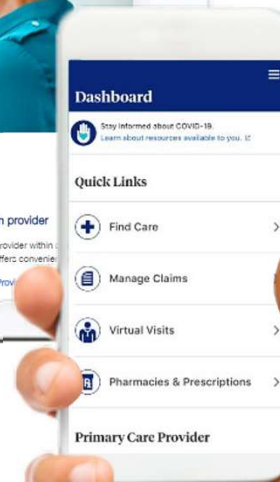 Dashboard
Stay informed about COVID-19.
Learn about resources available to you.
Quick Links
Find Care
Manage Claims
Virtual Visits
Pharmacies & Prescriptions
Primary Care Provider
provider
rovider within
ffers convenie
Provi